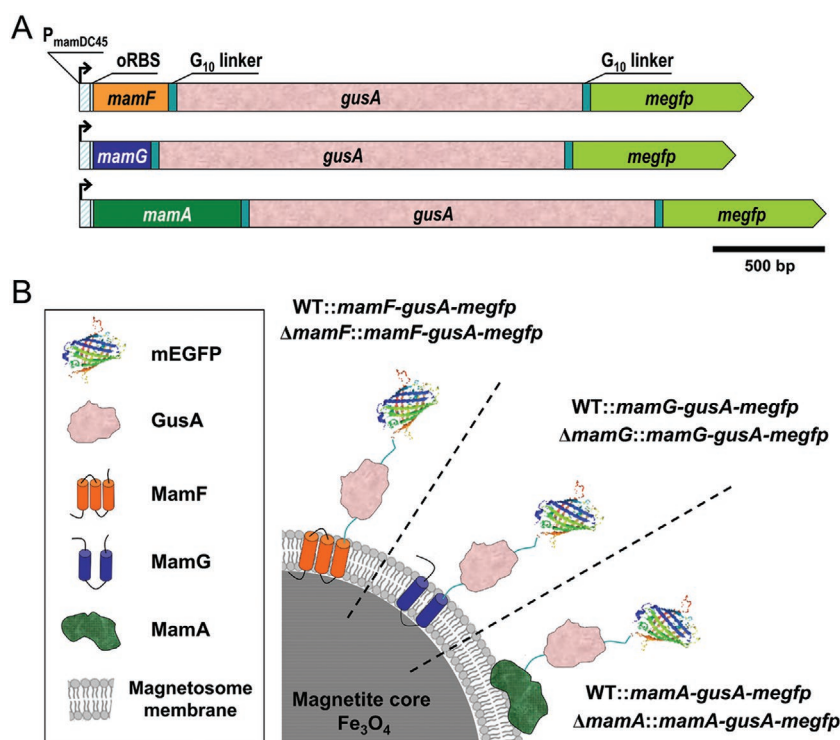 A
PmamDC45
oRBS
G10 linker
G10 linker
mamF
gusA
megfp
mamG
gusA
megfp
mamA
gusA
megfp
500 bp
B
mEGFP
GusA
MamF
MamG
MamA
Magnetosome
membrane
WT::mamF-gusA-megfp
ΔmamF::mamF-gusA-megfp
WT::mamG-gusA-megfp
ΔmamG::mamG-gusA-megfp
Magnetite core
Fe3O4
WT::mamA-gusA-megfp
ΔmamA::mamA-gusA-megfp